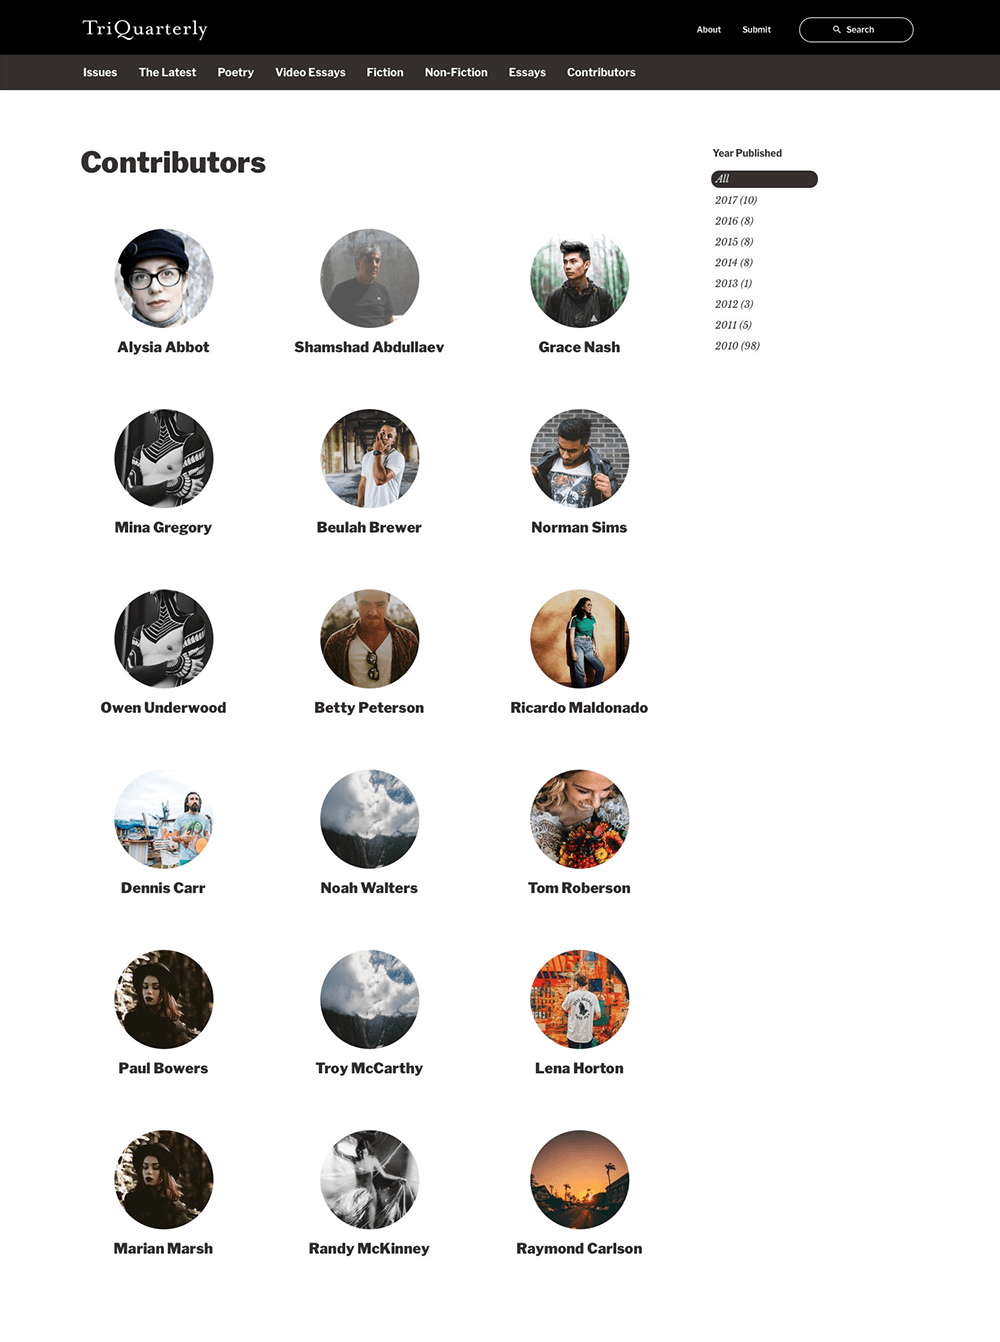 TriQuarterly
About Submit Search
Issues The Latest Poetry Video Essays Fiction Non-Fiction Essays Contributors
Contributors
Year Published
All
2017 (10)
2016 (8)
2015 (8)
2014 (8)
2013 (1)
2012 (3)
2011 (5)
2010 (98)
Alysia Abbot Shamshad Abdullaev Grace Nash
Mina Gregory Beulah Brewer Norman Sims
Owen Underwood Betty Peterson Ricardo Maldonado
Dennis Carr Noah Walters Tom Roberson
Paul Bowers Troy McCarthy Lena Horton
Marian Marsh Randy McKinney Raymond Carlson